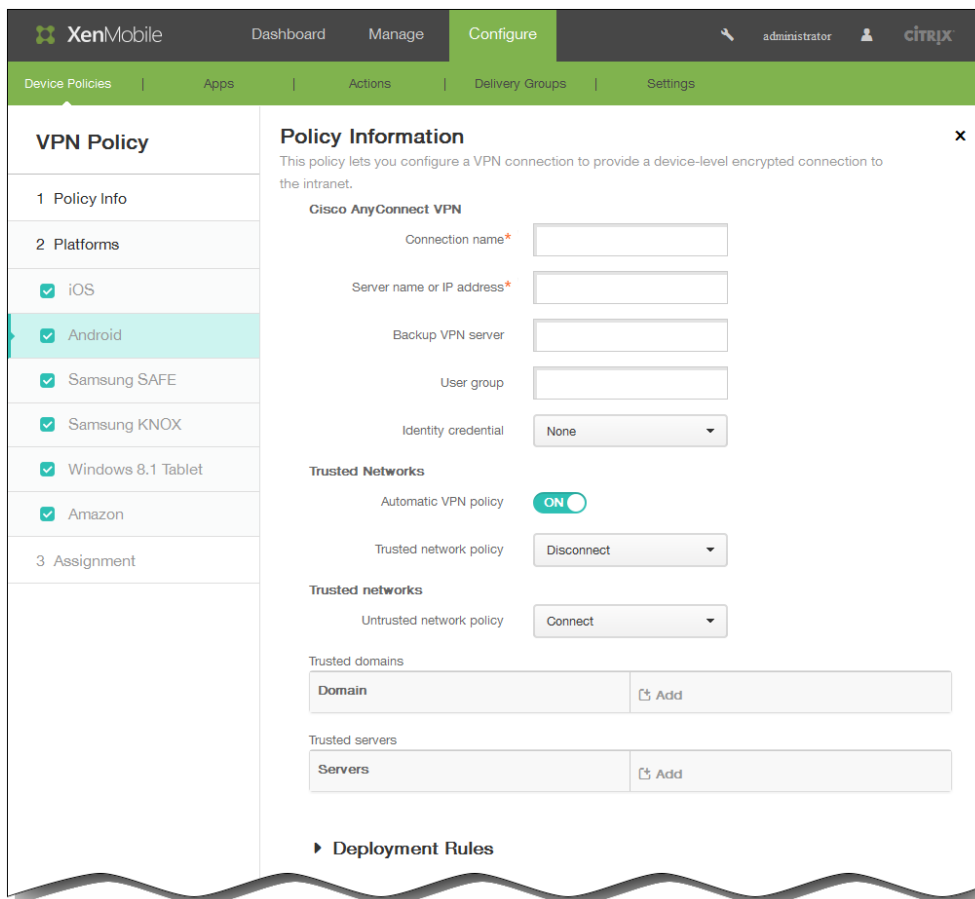 XenMobile Dashboard Manage Configure administrator CİTRIX
Device Policies | Apps | Actions | Delivery Groups | Settings
VPN Policy
1 Policy Info
2 Platforms
iOS
Android
Samsung SAFE
Samsung KNOX
Windows 8.1 Tablet
Amazon
3 Assignment
Policy Information
This policy lets you configure a VPN connection to provide a device-level encrypted connection to
the intranet.
Cisco AnyConnect VPN
Connection name*
Server name or IP address*
Backup VPN server
User group
Identity credential None
Trusted Networks
Automatic VPN policy ON
Trusted network policy Disconnect
Trusted networks
Untrusted network policy Connect
Trusted domains
Domain Add
Trusted servers
Servers Add
Deployment Rules